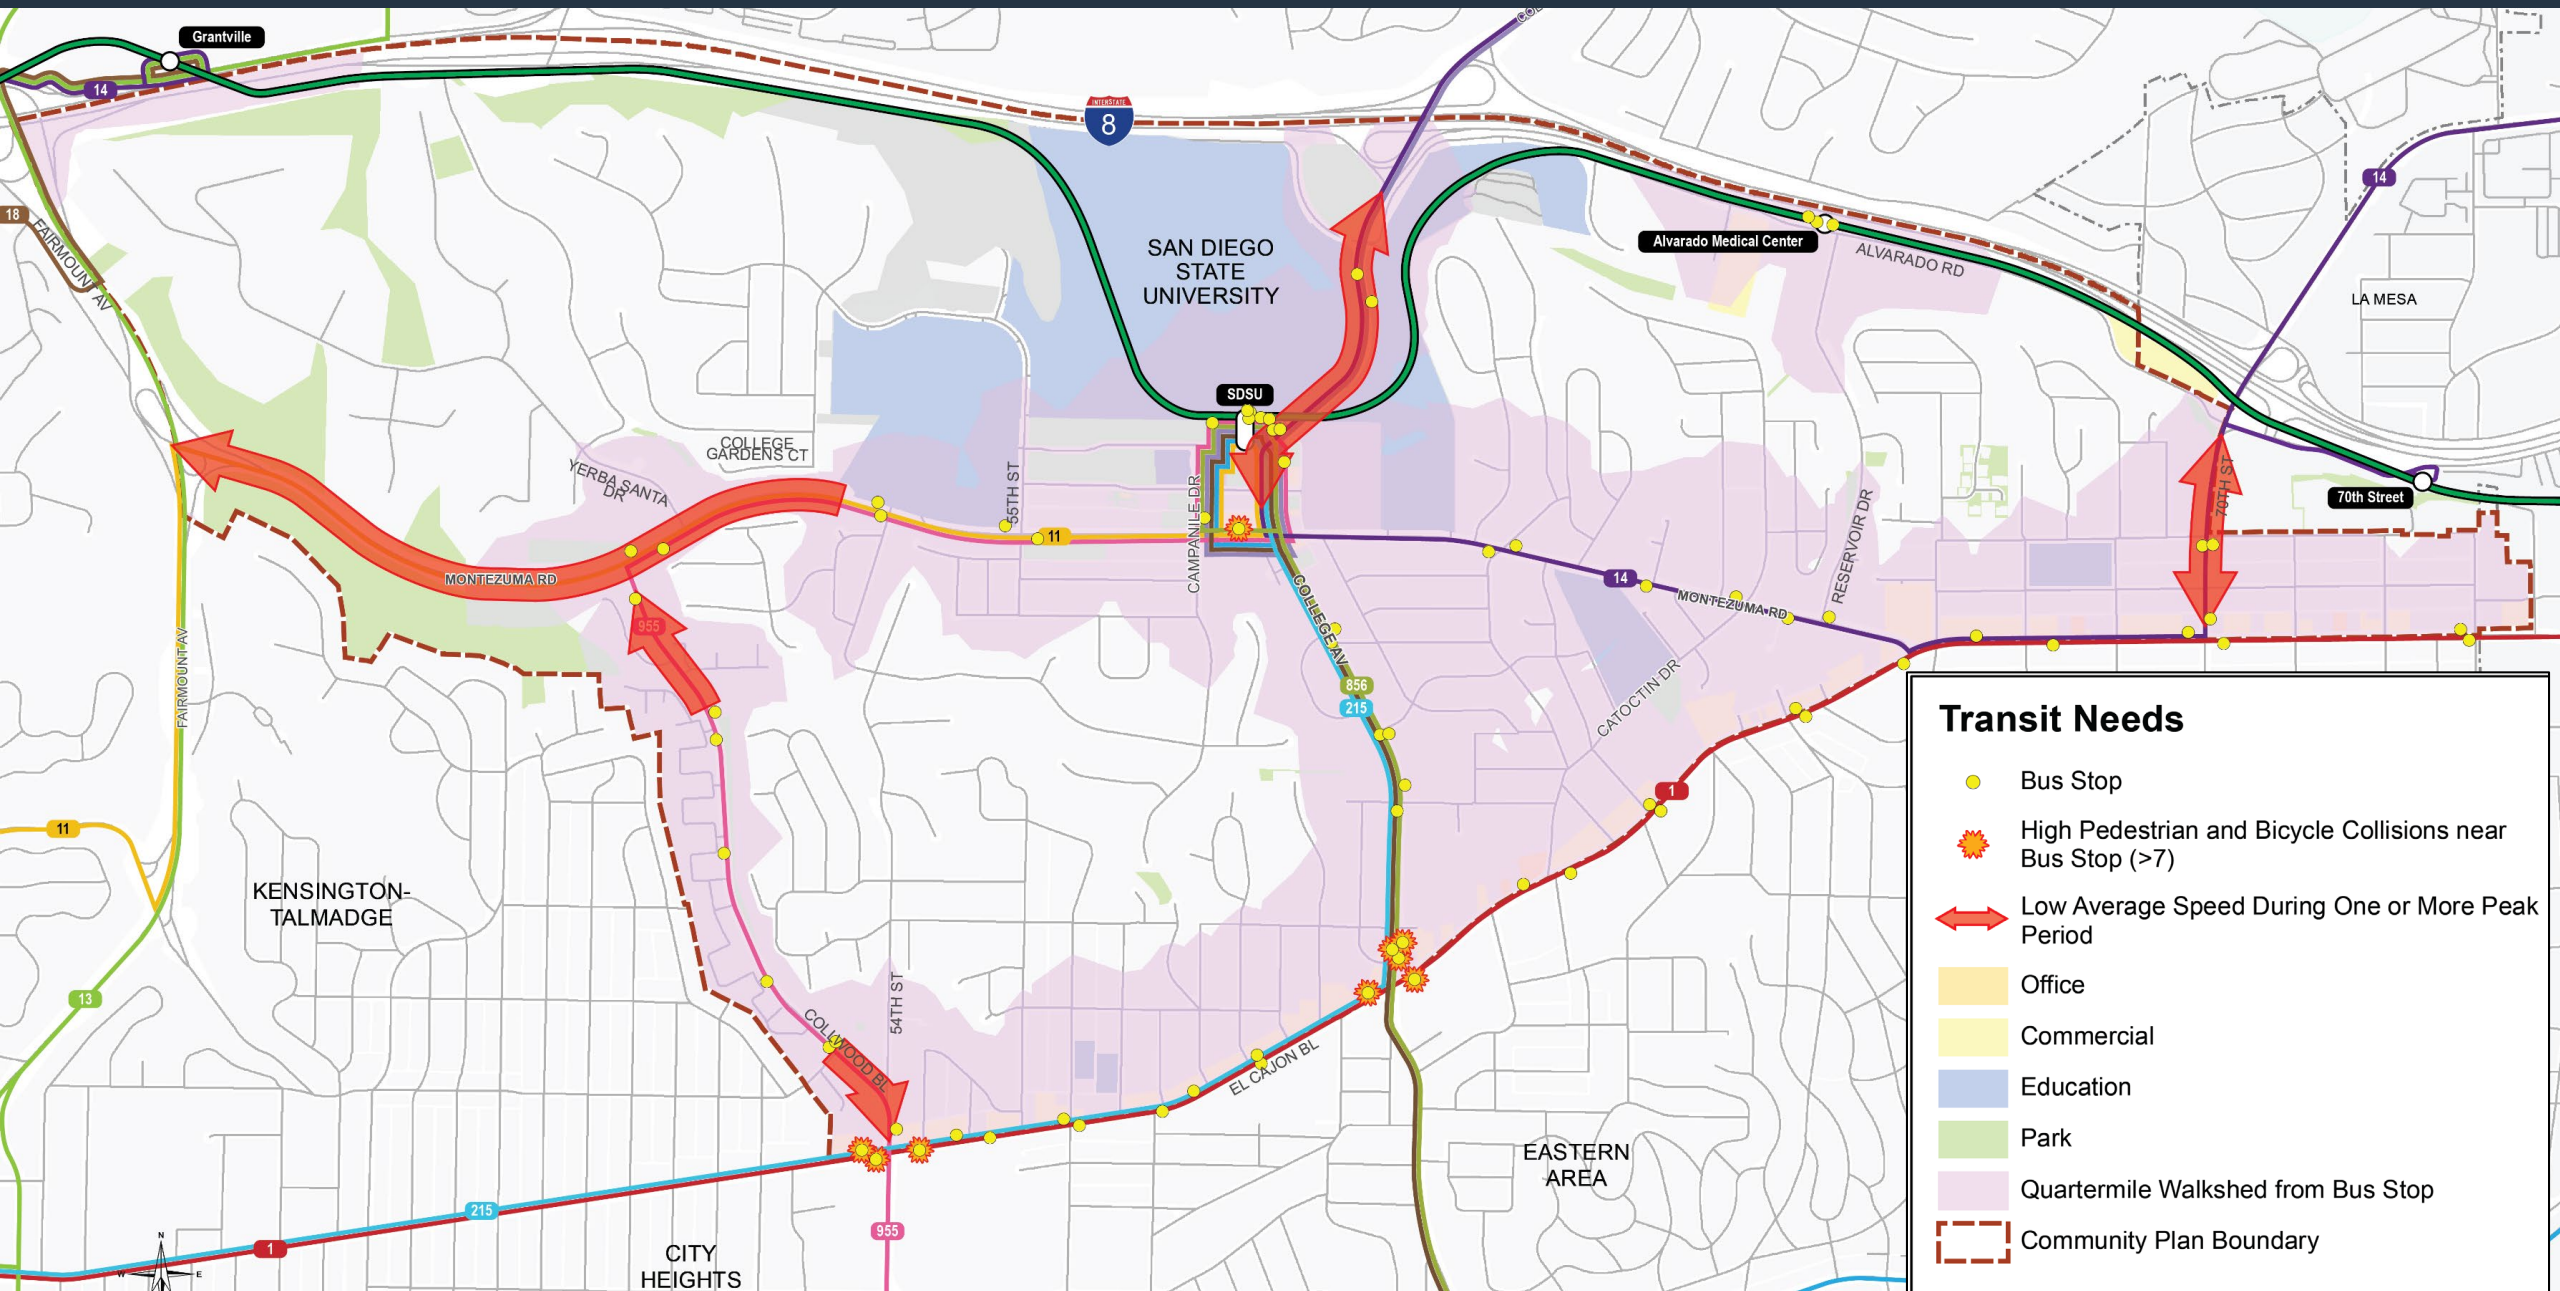 Grantville
14
INTERSTATE
8
14
18
FAIRMOUNT AV
SAN DIEGO
STATE
UNIVERSITY
Alvarado Medical Center
ALVARADO RD
LA MESA
SDSU
COLLEGE
GARDENS CT
YERBA SANTA
DR
55TH ST
CAMPANILE DR
RESERVOIR DR
70TH ST
70th Street
11
MONTEZUMA RD
14
MONTEZUMA RD
COLLEGE AV
955
FAIRMOUNT AV
856
215
CATOCTIN DR
1
11
KENSINGTON-
TALMADGE
13
54TH ST
COLLWOOD BL
EL CAJON BL
EASTERN
AREA
215
955
1
CITY
HEIGHTS
N
W
E
Transit Needs
Bus Stop
High Pedestrian and Bicycle Collisions near
Bus Stop (>7)
Low Average Speed During One or More Peak
Period
Office
Commercial
Education
Park
Quartermile Walkshed from Bus Stop
Community Plan Boundary